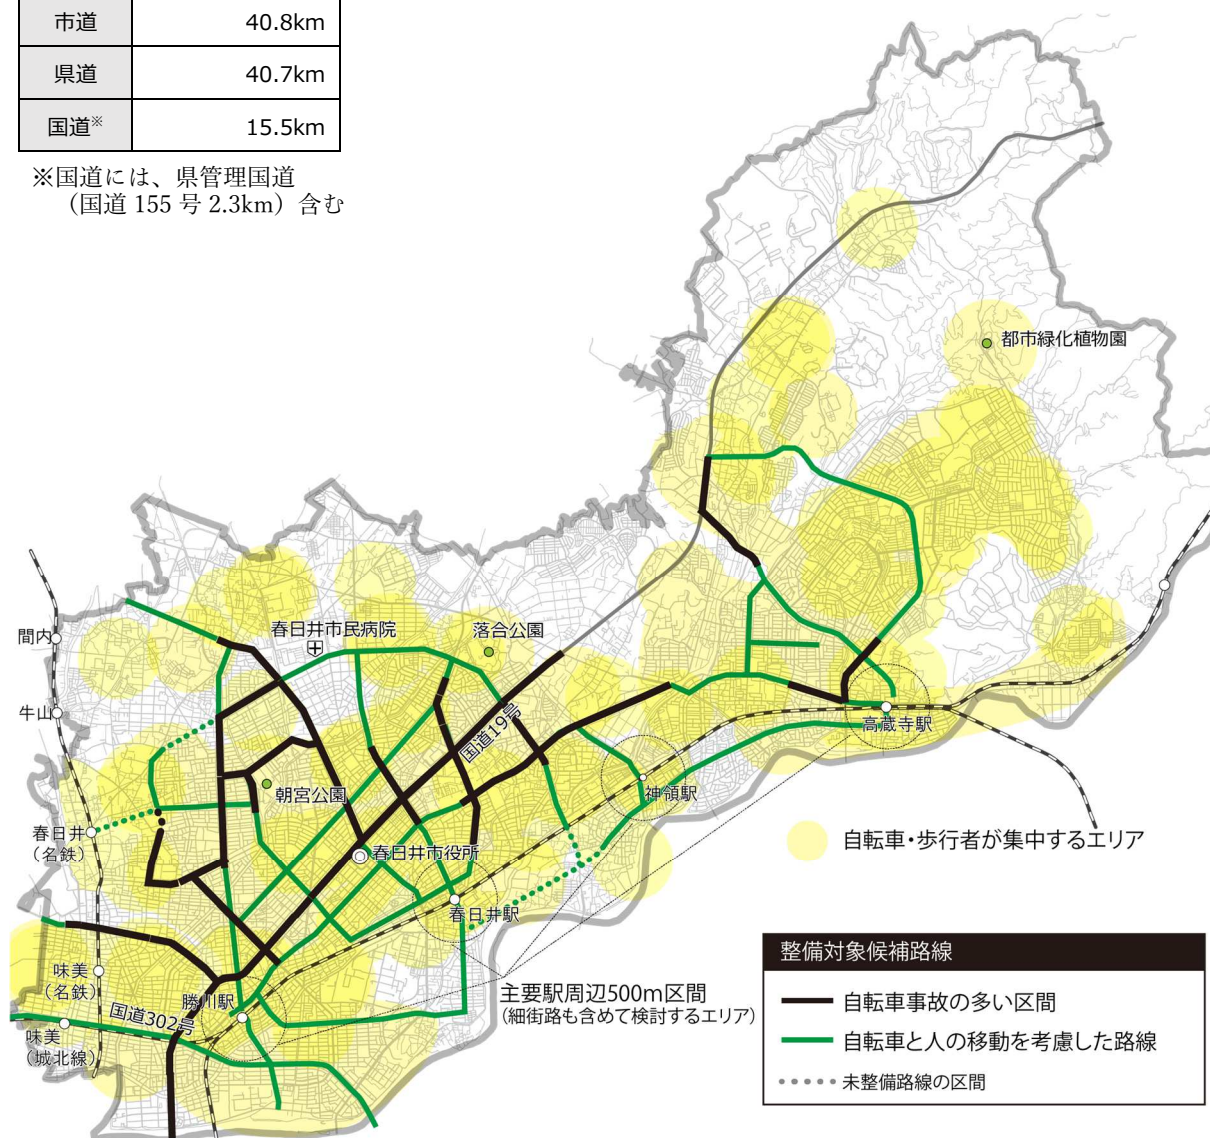 市道 40.8km
県道 40.7km
国道※ 15.5km
※国道には、県管理国道
（国道 155 号 2.3km）含む
都市緑化植物園
春日井市民病院
落合公園
間内
牛山
国道19号
高蔵寺駅
朝宮公園
神領駅
春日井
（名鉄）
春日井市役所
自転車・歩行者が集中するエリア
春日井駅
味美
（名鉄）
勝川駅
主要駅周辺500m区間
（細街路も含めて検討するエリア）
国道302号
味美
（城北線）
整備対象候補路線
自転車事故の多い区間
自転車と人の移動を考慮した路線
未整備路線の区間